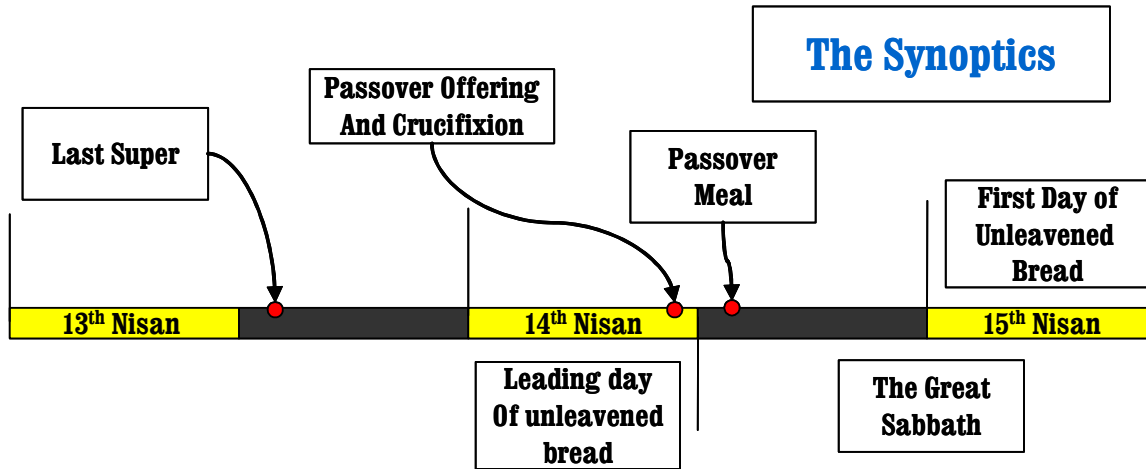 The Synoptics
Passover Offering
And Crucifixion
Last Super
Passover
Meal
First Day of
Unleavened
Bread
13th Nisan
14th Nisan
15th Nisan
Leading day
Of unleavened
bread
The Great
Sabbath